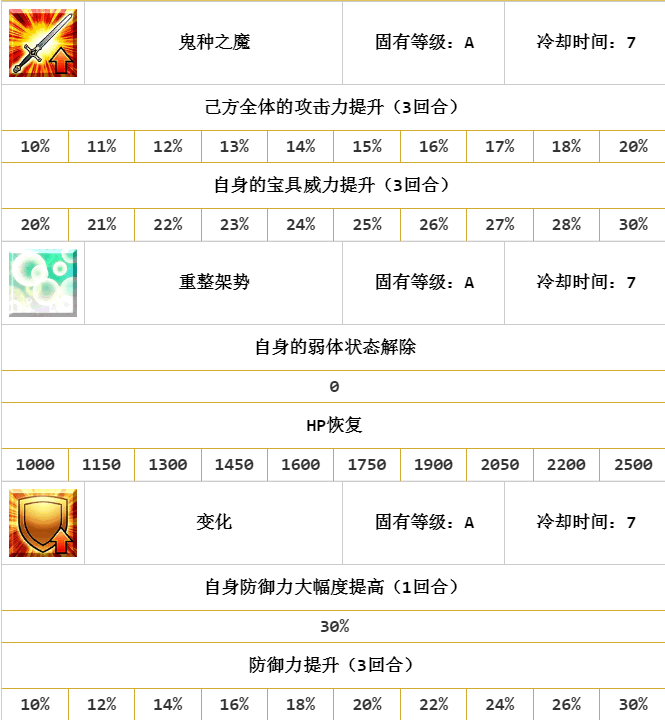 鬼种之魔 固有等级：A 冷却时间：7
己方全体的攻击力提升（3回合）
10% 11% 12% 13% 14% 15% 16% 17% 18% 20%
自身的宝具威力提升（3回合）
20% 21% 22% 23% 24% 25% 26% 27% 28% 30%
重整架势 固有等级：A 冷却时间：7
自身的弱体状态解除
0
HP恢复
1000 1150 1300 1450 1600 1750 1900 2050 2200 2500
变化 固有等级：A 冷却时间：7
自身防御力大幅度提高（1回合）
30%
防御力提升（3回合）
10% 12% 14% 16% 18% 20% 22% 24% 26% 30%